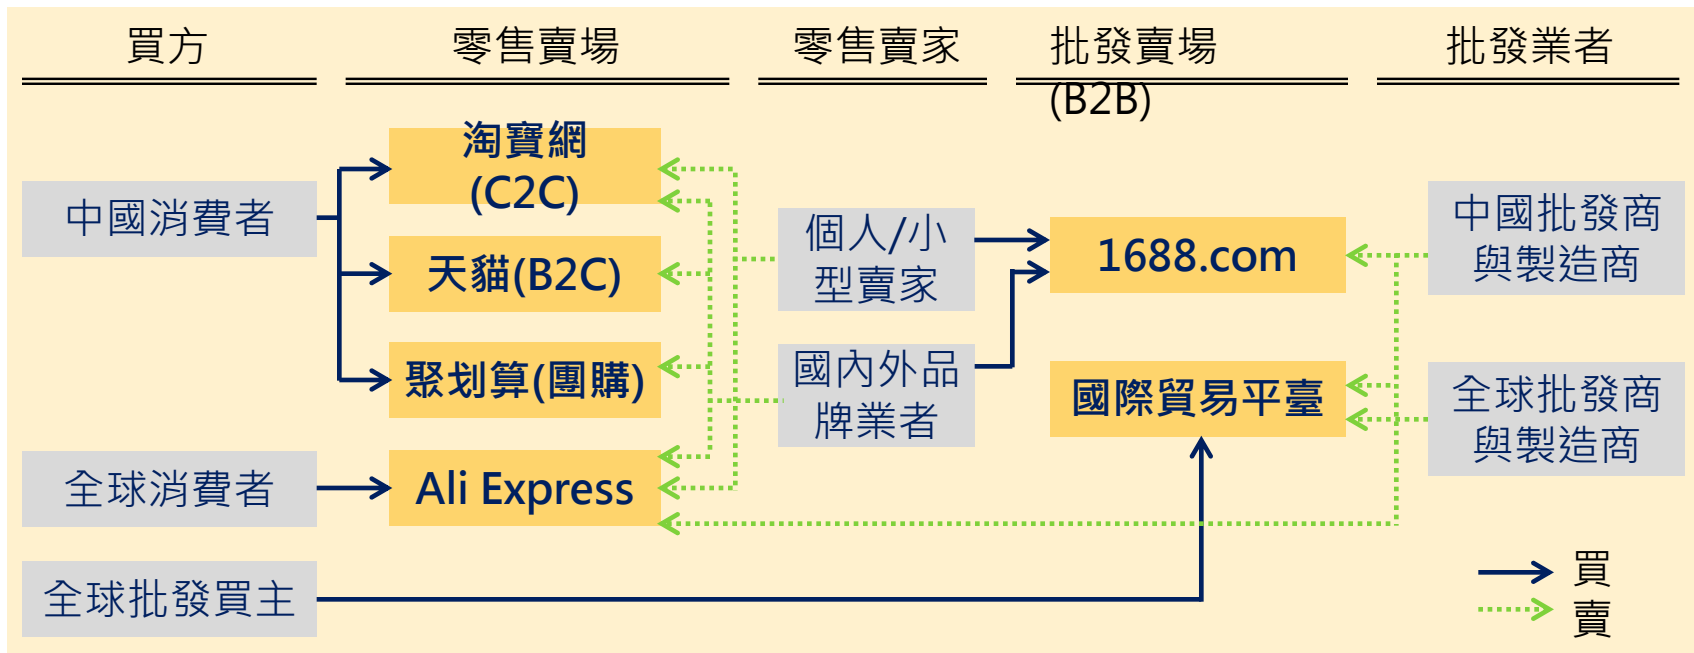 買方
零售賣場
零售賣家
批發賣場
(B2B)
批發業者
中國消費者
全球消費者
全球批發買主
淘寶網
(C2C)
天貓(B2C)
聚划算(團購)
Ali Express
個人/小
型賣家
國內外品
牌業者
1688.com
國際貿易平臺
中國批發商
與製造商
全球批發商
與製造商
買
賣